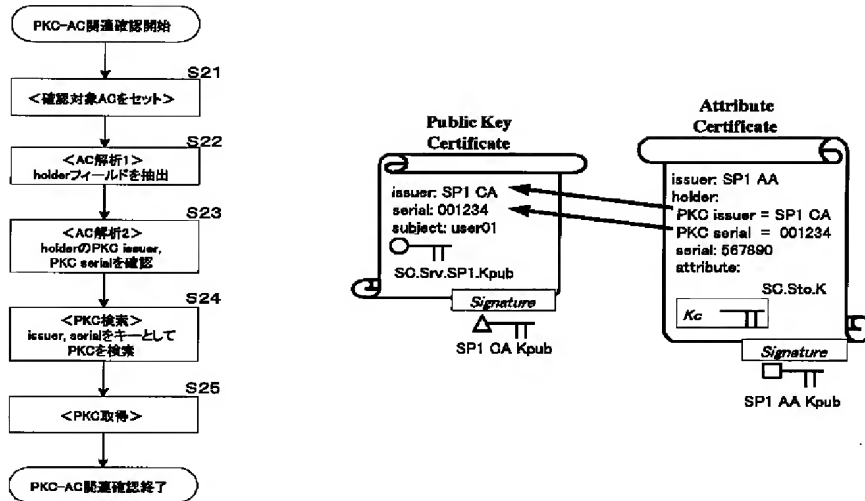 PKC-AC関連確認開始
S21
<確認対象ACをセット>
S22
<AC解析1>
holderフィールドを抽出
S23
<AC解析2>
holderのPKC issuer,
PKC serialを確認
S24
<PKC検索>
issuer, serialをキーとして
PKCを検索
S25
<PKC取得>
PKC-AC関連確認終了
Public Key
Certificate
issuer: SP1 CA
serial: 001234
subject: user01
SC.Srv.SP1.Kpub
Signature
SP1 CA Kpub
Attribute
Certificate
issuer: SP1 AA
holder:
PKC issuer = SP1 CA
PKC serial = 001234
serial: 567890
attribute:
SC.Sto.K
Kc
Signature
SP1 AA Kpub